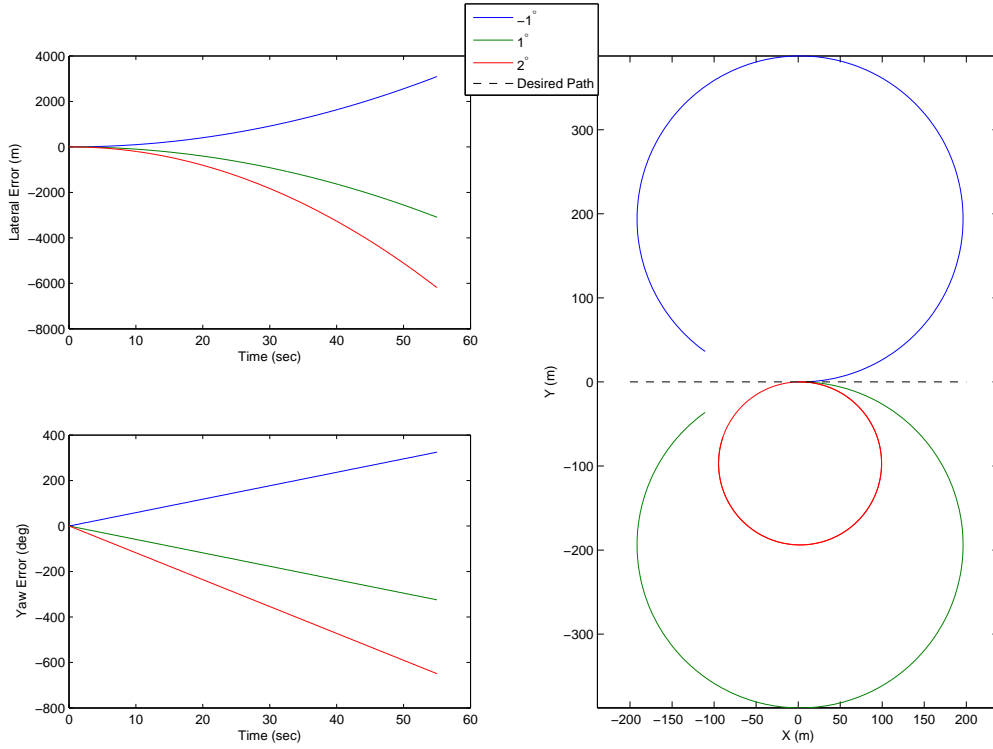 −1°
1°
2°
Desired Path
4000
2000
0
−2000
−4000
−6000
−8000
Lateral Error (m)
0 10 20 30 40 50 60
Time (sec)
400
200
0
−200
−400
−600
−800
Yaw Error (deg)
0 10 20 30 40 50 60
Time (sec)
300
200
100
0
−100
−200
−300
Y (m)
−200 −150 −100 −50 0 50 100 150 200
X (m)